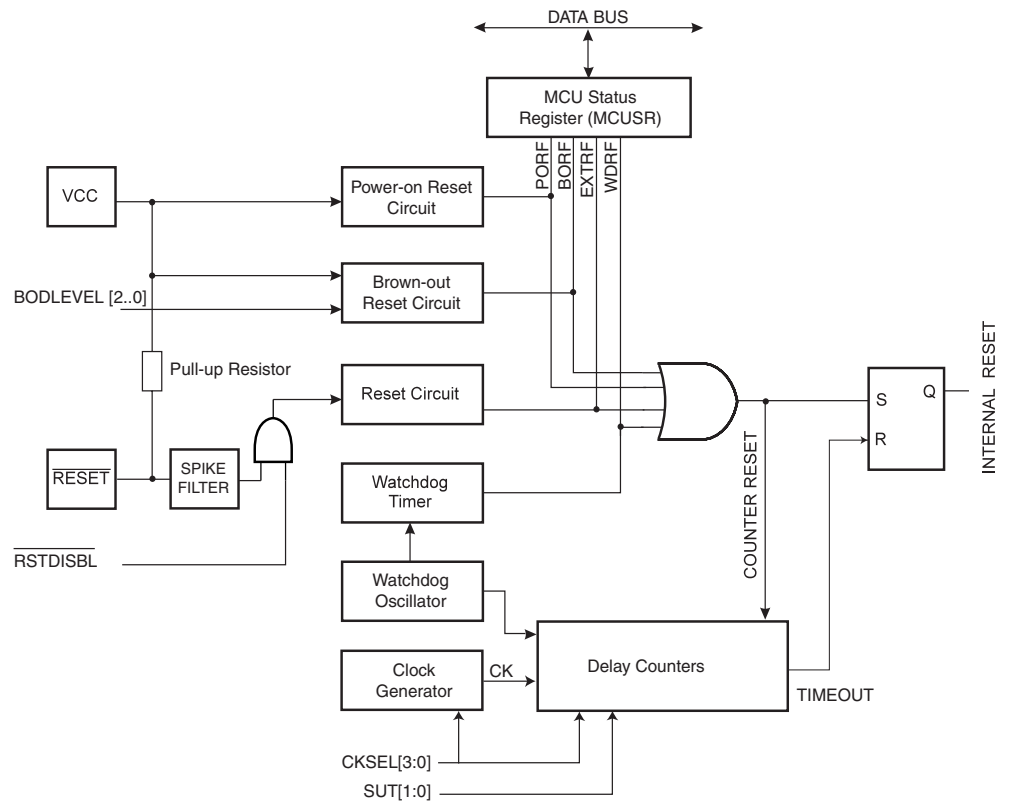 DATA BUS
MCU Status
Register (MCUSR)
PORF
BORF
EXTRF
WDRF
VCC
Power-on Reset
Circuit
Brown-out
Reset Circuit
BODLEVEL [2..0]
Pull-up Resistor
Reset Circuit
RESET
SPIKE
FILTER
RSTDISBL
Watchdog
Timer
Watchdog
Oscillator
Clock
Generator
CK
Delay Counters
COUNTER RESET
S
Q
R
INTERNAL RESET
TIMEOUT
CKSEL[3:0]
SUT[1:0]